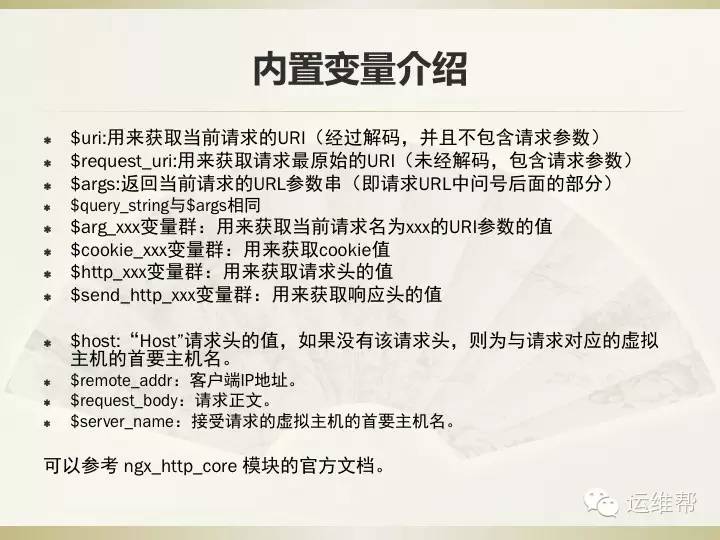 内置变量介绍
✱ $uri:用来获取当前请求的URI（经过解码，并且不包含请求参数）
✱ $request_uri:用来获取请求最原始的URI（未经解码，包含请求参数）
✱ $args:返回当前请求的URL参数串（即请求URL中问号后面的部分）
✱ $query_string与$args相同
✱ $arg_xxx变量群：用来获取当前请求名为xxx的URI参数的值
✱ $cookie_xxx变量群：用来获取cookie值
✱ $http_xxx变量群：用来获取请求头的值
✱ $send_http_xxx变量群：用来获取响应头的值
✱ $host:“Host”请求头的值，如果没有该请求头，则为与请求对应的虚拟
主机的首要主机名。
✱ $remote_addr：客户端IP地址。
✱ $request_body：请求正文。
✱ $server_name：接受请求的虚拟主机的首要主机名。
可以参考 ngx_http_core 模块的官方文档。
运维帮